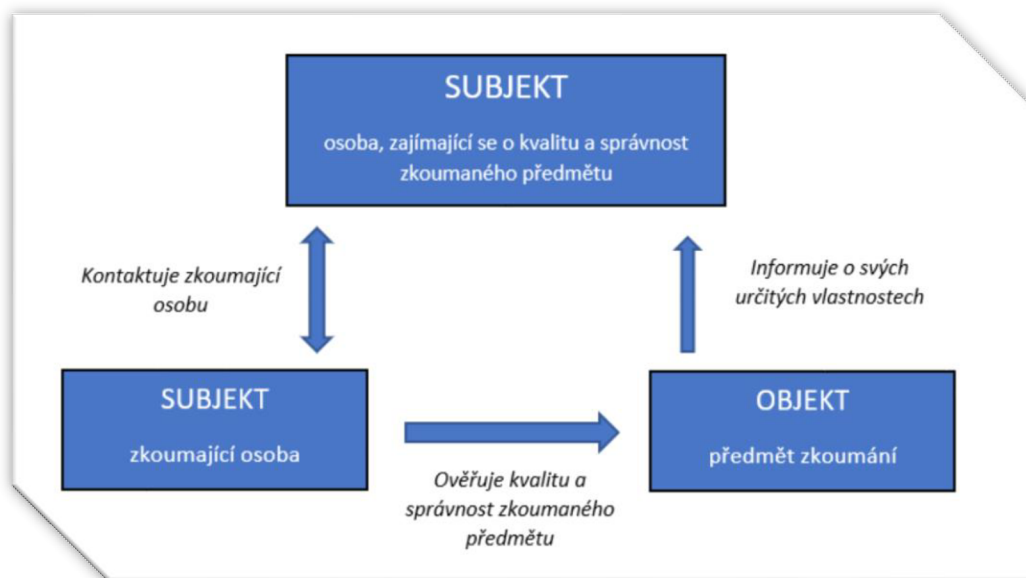 SUBJEKT
osoba, zajímající se o kvalitu a správnost
zkoumaného předmětu
Kontaktuje zkoumající
osobu
Informuje o svých
určitých vlastnostech
SUBJEKT
zkoumající osoba
OBJEKT
předmět zkoumání
Ověřuje kvalitu a
správnost zkoumaného
předmětu